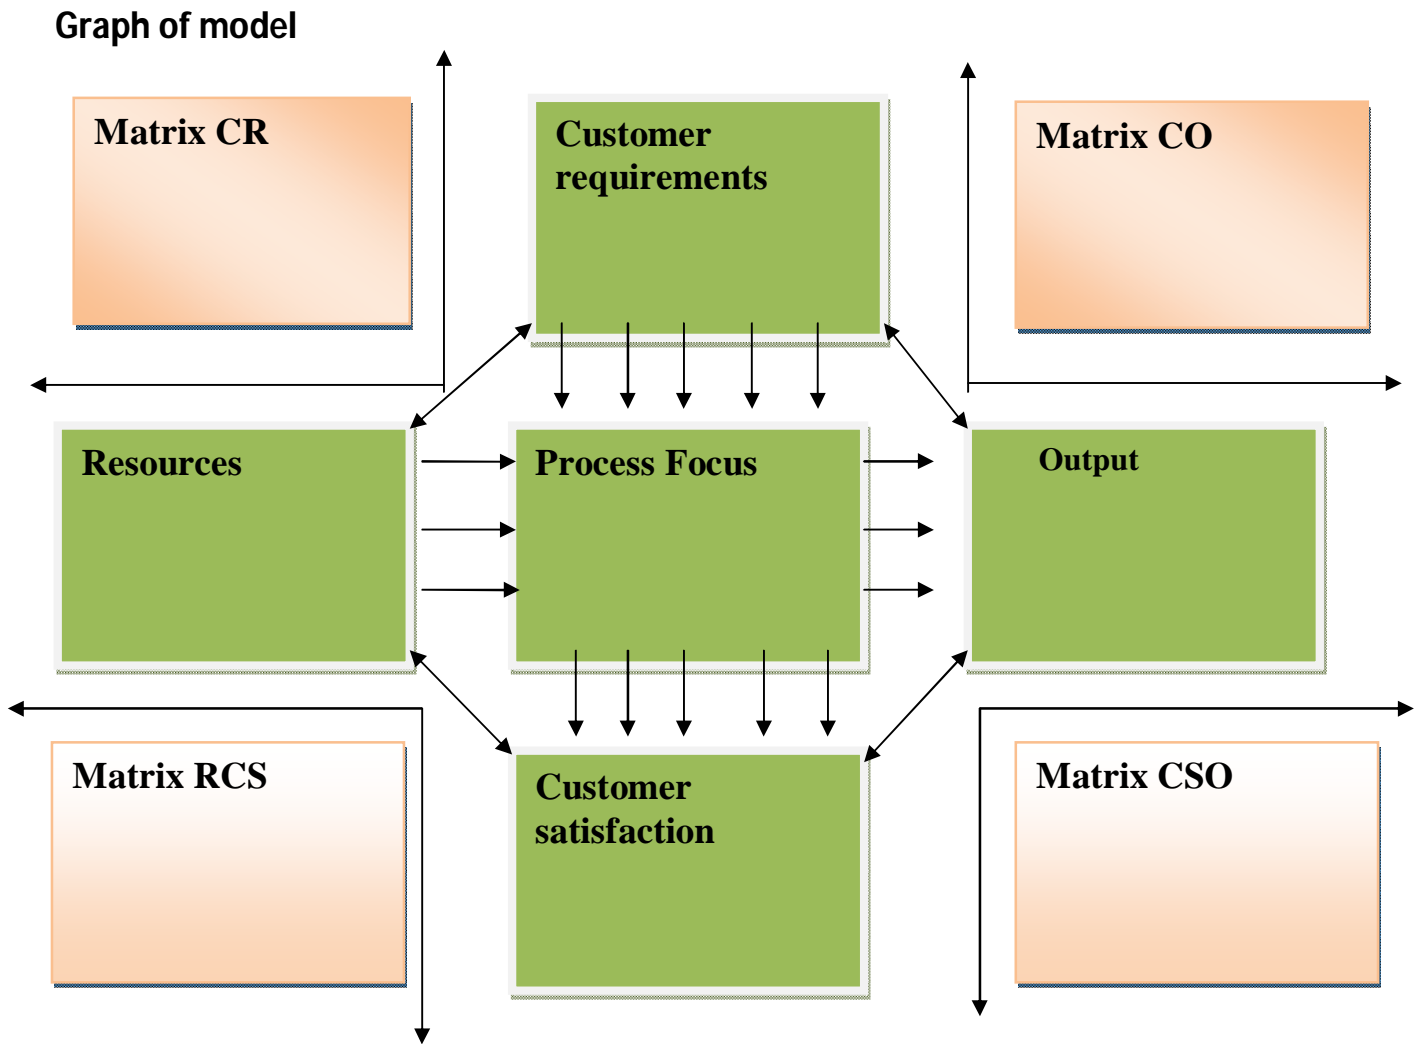 Graph of model
Matrix CR
Customer
requirements
Matrix CO
Resources
Process Focus
Output
Matrix RCS
Customer
satisfaction
Matrix CSO